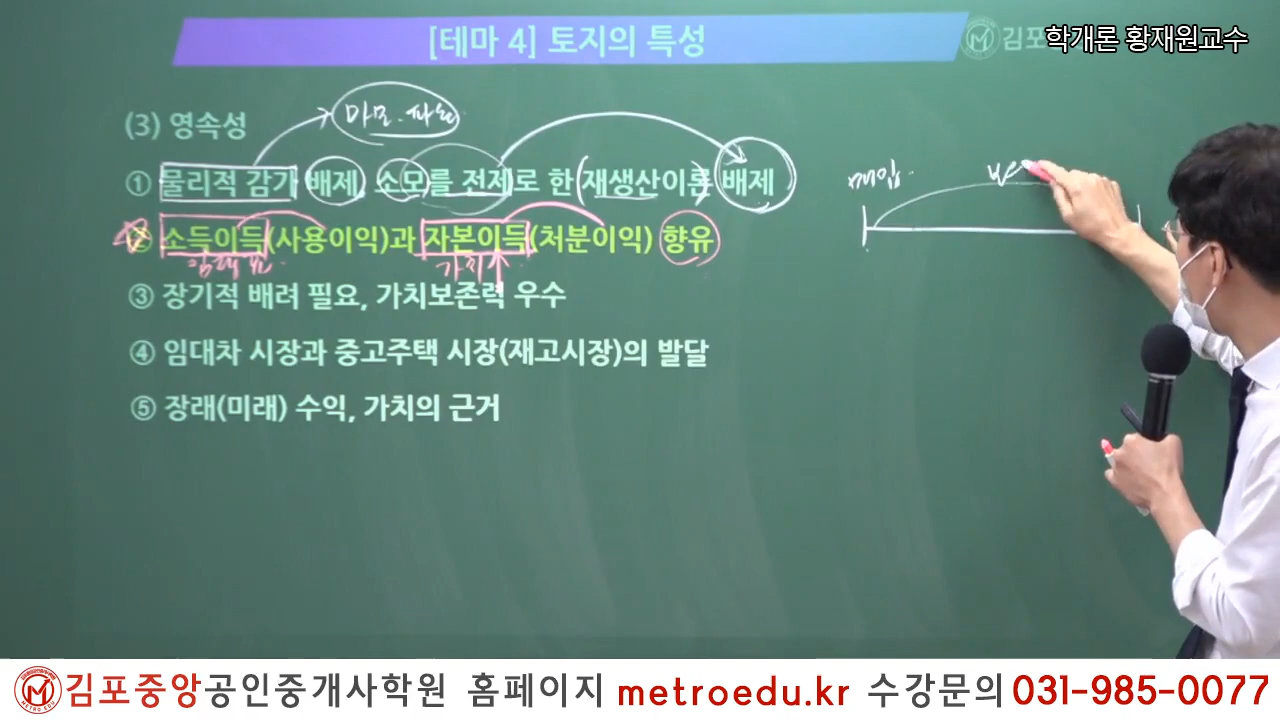 [테마 4] 토지의 특성
김포
학개론 황재원교수
(3) 영속성
마모.파손
① 물리적 감가 배제, 소모를 전제로 한 재생산이론 배제
매입
② 소득이득(사용이익)과 자본이득(처분이익) 향유
임대
가치
③ 장기적 배려 필요, 가치보존력 우수
④ 임대차 시장과 중고주택 시장(재고시장)의 발달
⑤ 장래(미래) 수익, 가치의 근거
METRO EDU
김포중앙공인중개사학원 홈페이지 metroedu.kr 수강문의 031-985-0077